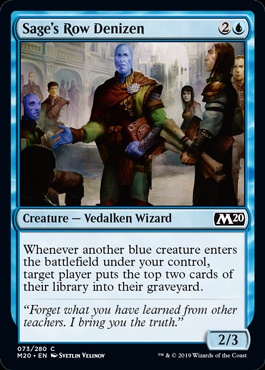 Sage's Row Denizen 2
Creature — Vedalken Wizard M20
Whenever another blue creature enters
the battlefield under your control,
target player puts the top two cards of
their library into their graveyard.
"Forget what you have learned from other
teachers. I bring you the truth."
2/3
073/280 C
M20 • EN Svetlin Velinov ™ & © 2019 Wizards of the Coast